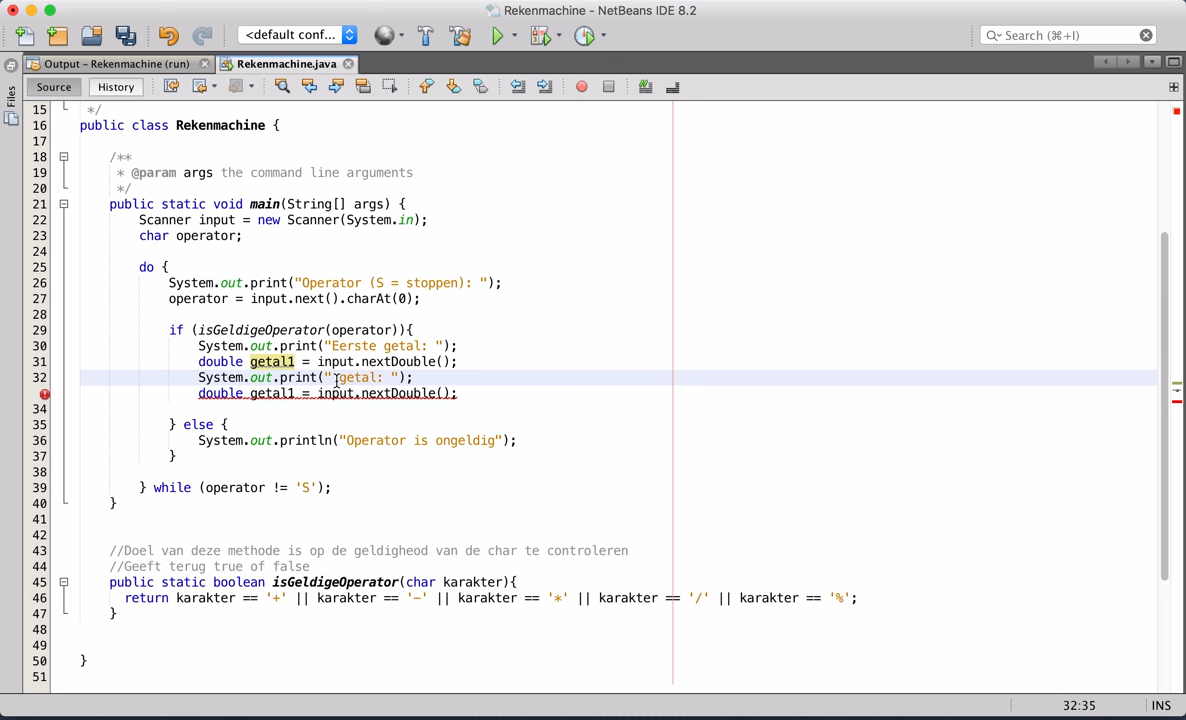 Rekenmachine - NetBeans IDE 8.2
<default conf...
Search (⌘+I)
Output - Rekenmachine (run)
Rekenmachine.java
Files
Source
History
15 */
16 public class Rekenmachine {
17
18 /**
19 * @param args the command line arguments
20 */
21 public static void main(String[] args) {
22 Scanner input = new Scanner(System.in);
23 char operator;
24
25 do {
26 System.out.print("Operator (S = stoppen): ");
27 operator = input.next().charAt(0);
28
29 if (isGeldigeOperator(operator)){
30 System.out.print("Eerste getal: ");
31 double getal1 = input.nextDouble();
32 System.out.print(" getal: ");
double getal1 = input.nextDouble();
34
35 } else {
36 System.out.println("Operator is ongeldig");
37 }
38
39 } while (operator != 'S');
40 }
41
42
43 //Doel van deze methode is op de geldigheod van de char te controleren
44 //Geeft terug true of false
45 public static boolean isGeldigeOperator(char karakter){
46 return karakter == '+' || karakter == '-' || karakter == '*' || karakter == '/' || karakter == '%';
47 }
48
49
50 }
51
32:35
INS